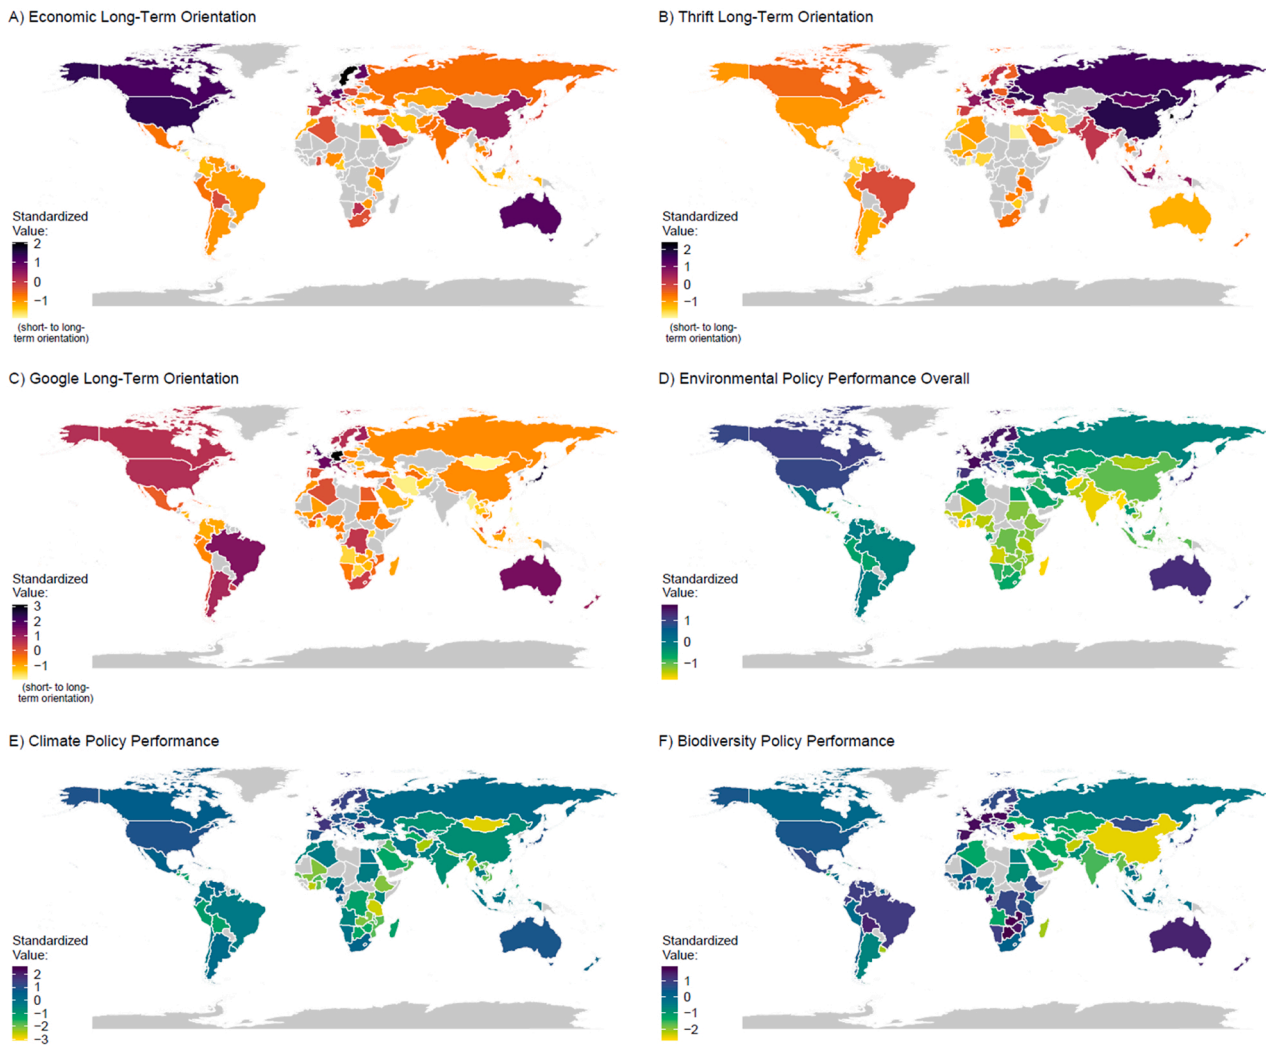 A) Economic Long-Term Orientation
Standardized
Value:
2
1
0
−1
(short- to long-
term orientation)
B) Thrift Long-Term Orientation
Standardized
Value:
2
1
0
−1
(short- to long-
term orientation)
C) Google Long-Term Orientation
Standardized
Value:
3
2
1
0
−1
(short- to long-
term orientation)
D) Environmental Policy Performance Overall
Standardized
Value:
1
0
−1
E) Climate Policy Performance
Standardized
Value:
2
1
0
−1
−2
−3
F) Biodiversity Policy Performance
Standardized
Value:
1
0
−1
−2